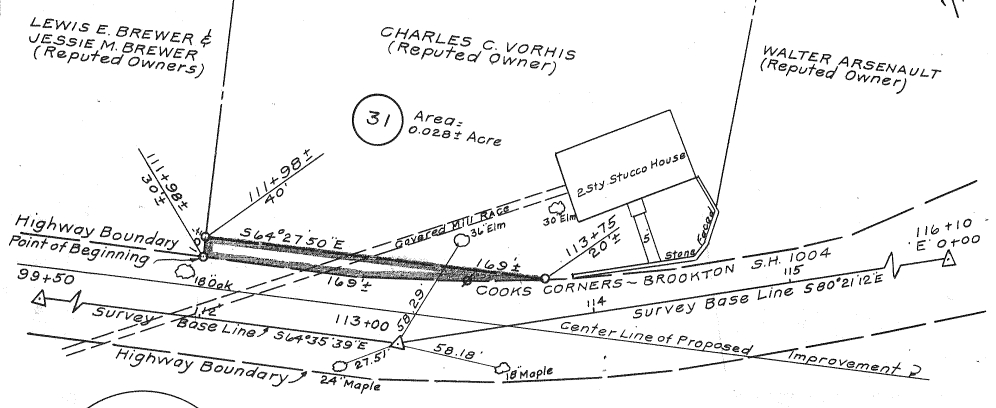 LEWIS E. BREWER &
JESSIE M. BREWER
(Reputed Owners)
CHARLES C. VORHIS
(Reputed Owner)
WALTER ARSENAULT
(Reputed Owner)
31
Area=
0.028± Acre
111+98±
30'±
111+98±
40'
2 Sty Stucco House
Covered Mill Race
30"Elm
36"Elm
113+75
20'±
5'
Stone
Highway Boundary
Point of Beginning
S64°27'50"E
169'±
169'±
18"Oak
COOKS CORNERS ~ BROOKTON S.H. 1004
116+10
'E' 0+00
99+50
114
115
Survey Base Line S80°21'12"E
112
Survey Base Line S64°35'39"E
113+00
58.29'
Center Line of Proposed Improvement
27.51'
58.18'
Highway Boundary
24"Maple
18"Maple